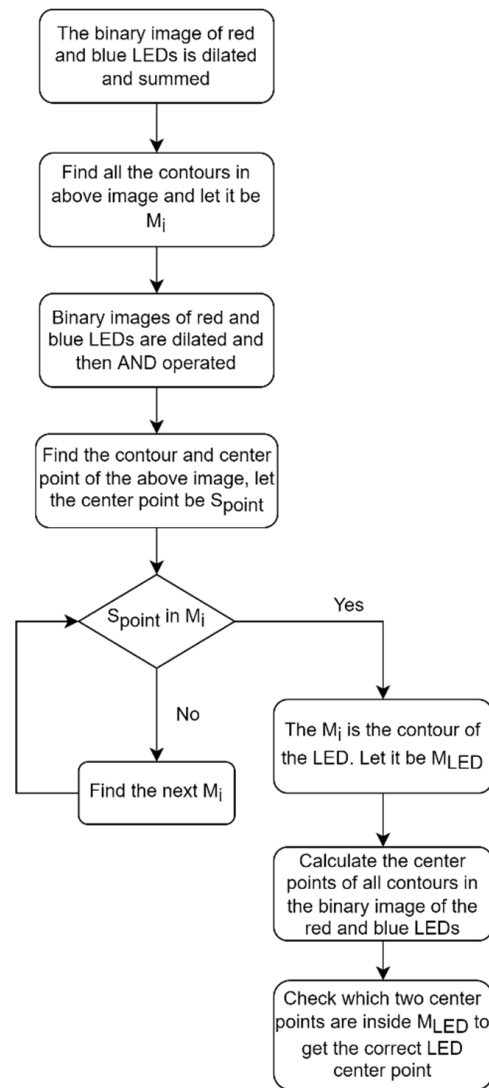 The binary image of red
and blue LEDs is dilated
and summed
Find all the contours in
above image and let it be
Mi
Binary images of red and
blue LEDs are dilated and
then AND operated
Find the contour and center
point of the above image, let
the center point be Spoint
Spoint in Mi
Yes
No
Find the next Mi
The Mi is the contour of
the LED. Let it be MLED
Calculate the center
points of all contours in
the binary image of the
red and blue LEDs
Check which two center
points are inside MLED to
get the correct LED
center point